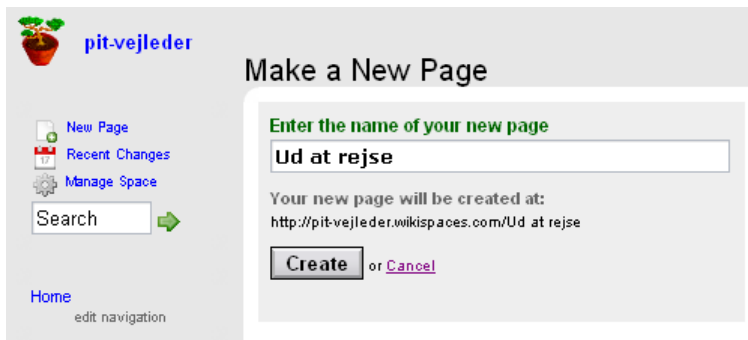 pit-vejleder
Make a New Page
New Page
Recent Changes
17
Manage Space
Search
Home
edit navigation
Enter the name of your new page
Ud at rejse
Your new page will be created at:
http://pit-vejleder.wikispaces.com/Ud at rejse
Create or Cancel